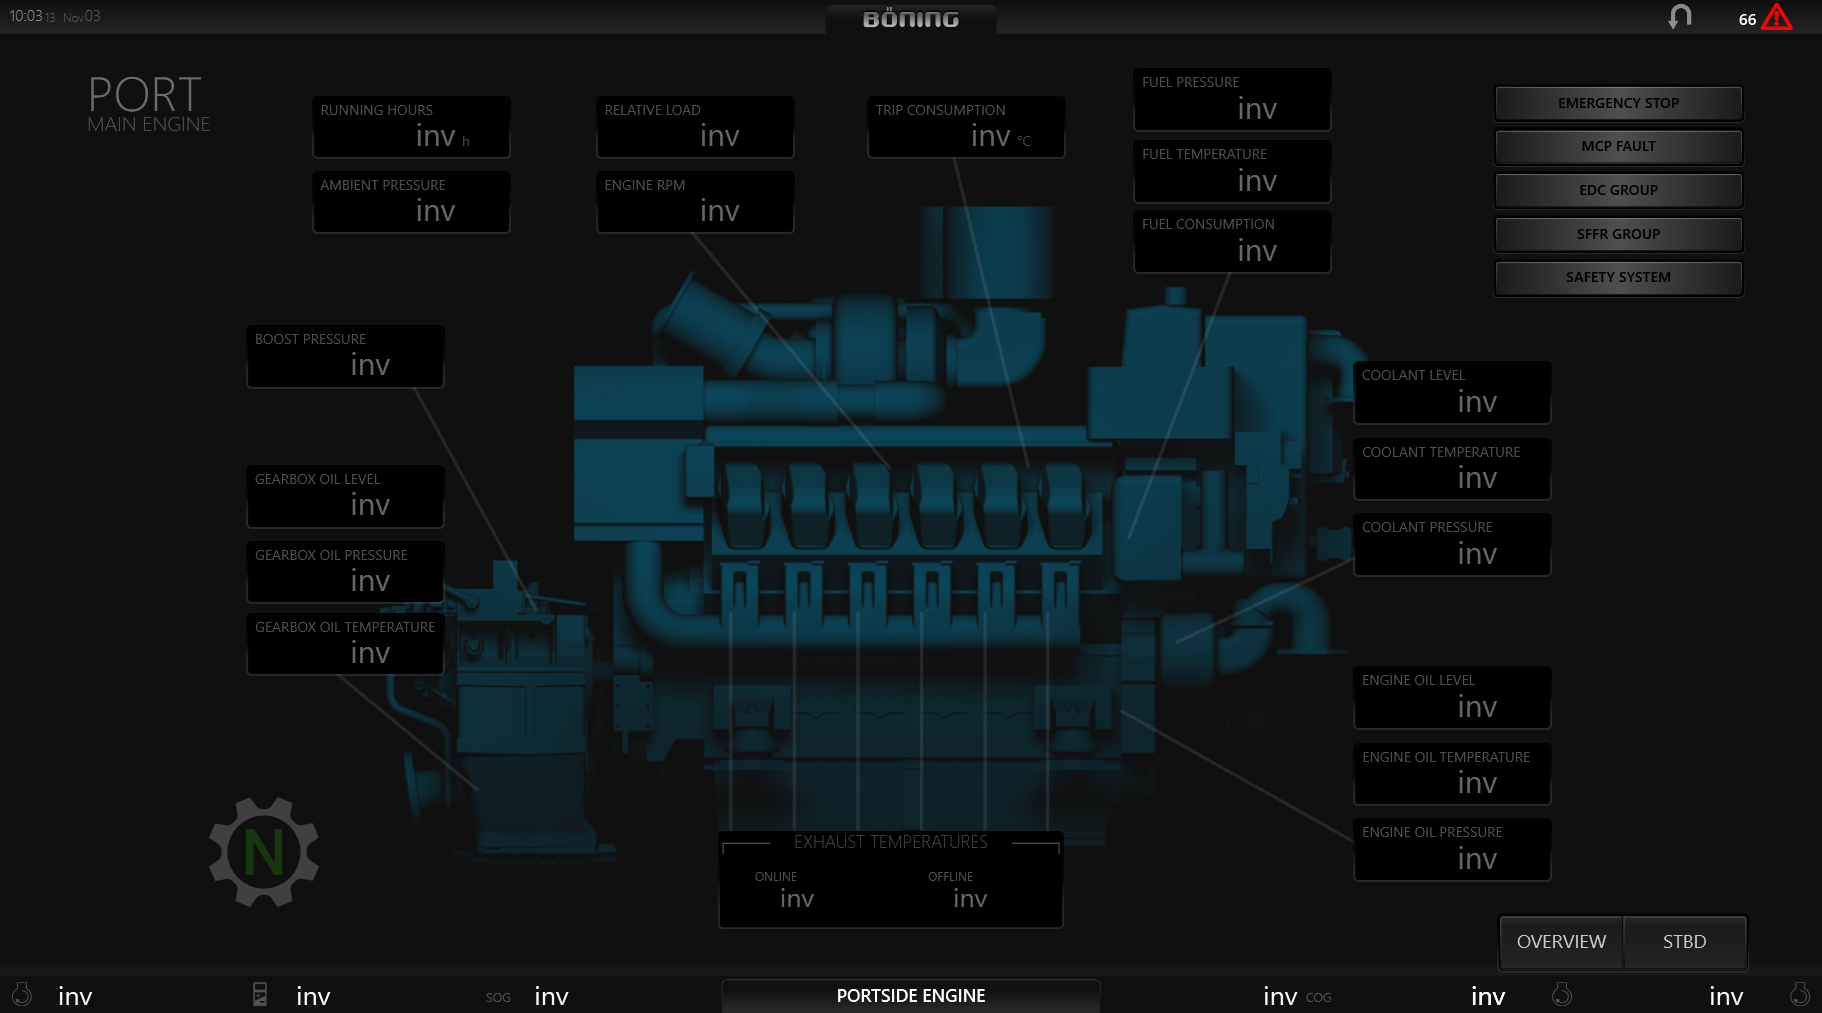 10:03 13 Nov 03
BÖNING
66
PORT
MAIN ENGINE
RUNNING HOURS
inv h
AMBIENT PRESSURE
inv
RELATIVE LOAD
inv
ENGINE RPM
inv
TRIP CONSUMPTION
inv °C
FUEL PRESSURE
inv
FUEL TEMPERATURE
inv
FUEL CONSUMPTION
inv
EMERGENCY STOP
MCP FAULT
EDC GROUP
SFFR GROUP
SAFETY SYSTEM
BOOST PRESSURE
inv
GEARBOX OIL LEVEL
inv
GEARBOX OIL PRESSURE
inv
GEARBOX OIL TEMPERATURE
inv
COOLANT LEVEL
inv
COOLANT TEMPERATURE
inv
COOLANT PRESSURE
inv
ENGINE OIL LEVEL
inv
ENGINE OIL TEMPERATURE
inv
ENGINE OIL PRESSURE
inv
N
EXHAUST TEMPERATURES
ONLINE
inv
OFFLINE
inv
OVERVIEW
STBD
inv
inv
SOG inv
PORTSIDE ENGINE
inv COG
inv
inv